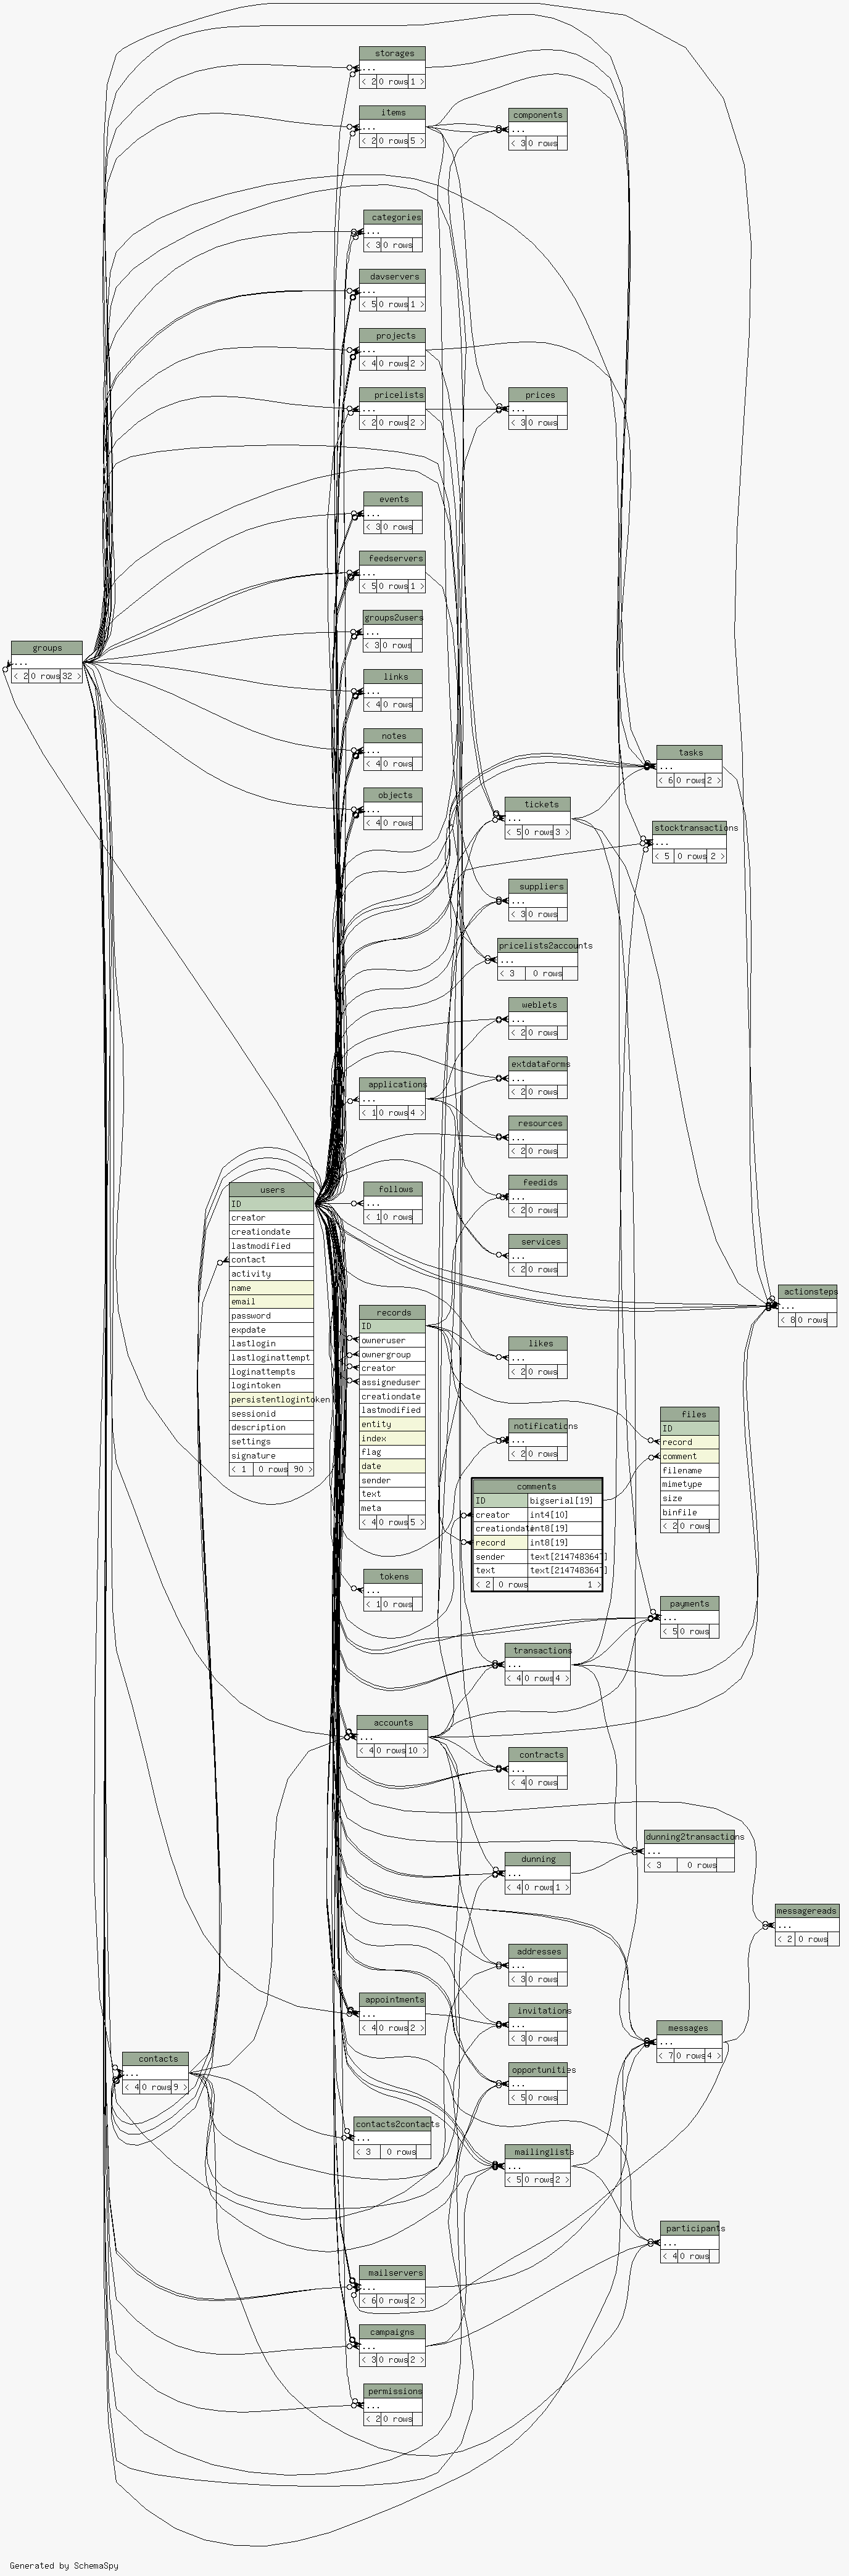 storages
...
< 2 0 rows 1 >
items
...
< 2 0 rows 5 >
components
...
< 3 0 rows
categories
...
< 3 0 rows
davservers
...
< 5 0 rows 1 >
projects
...
< 4 0 rows 2 >
pricelists
...
< 2 0 rows 2 >
prices
...
< 3 0 rows
events
...
< 3 0 rows
feedservers
...
< 5 0 rows 1 >
groups2users
...
< 3 0 rows
groups
...
< 2 0 rows 32 >
links
...
< 4 0 rows
notes
...
< 4 0 rows
tasks
...
< 6 0 rows 2 >
objects
...
< 4 0 rows
tickets
...
< 5 0 rows 3 >
stocktransactions
...
< 5 0 rows 2 >
suppliers
...
< 3 0 rows
pricelists2accounts
...
< 3 0 rows
weblets
...
< 2 0 rows
extdataforms
...
< 2 0 rows
applications
...
< 1 0 rows 4 >
resources
...
< 2 0 rows
feedids
...
< 2 0 rows
follows
...
< 1 0 rows
services
...
< 2 0 rows
users
ID
creator
creationdate
lastmodified
contact
activity
name
email
password
expdate
lastlogin
lastloginattempt
loginattempts
logintoken
persistentlogintoken
sessionid
description
settings
signature
< 1 0 rows 90 >
actionsteps
...
< 8 0 rows
records
ID
owneruser
ownergroup
creator
assigneduser
creationdate
lastmodified
entity
index
flag
date
sender
text
meta
< 4 0 rows 5 >
likes
...
< 2 0 rows
files
ID
record
comment
filename
mimetype
size
binfile
< 2 0 rows
notifications
...
< 2 0 rows
comments
ID bigserial[19]
creator int4[10]
creationdate int8[19]
record int8[19]
sender text[2147483647]
text text[2147483647]
< 2 0 rows 1 >
tokens
...
< 1 0 rows
payments
...
< 5 0 rows
transactions
...
< 4 0 rows 4 >
accounts
...
< 4 0 rows 10 >
contracts
...
< 4 0 rows
dunning2transactions
...
< 3 0 rows
dunning
...
< 4 0 rows 1 >
messagereads
...
< 2 0 rows
addresses
...
< 3 0 rows
appointments
...
< 4 0 rows 2 >
invitations
...
< 3 0 rows
messages
...
< 7 0 rows 4 >
contacts
...
< 4 0 rows 9 >
opportunities
...
< 5 0 rows
contacts2contacts
...
< 3 0 rows
mailinglists
...
< 5 0 rows 2 >
participants
...
< 4 0 rows
mailservers
...
< 6 0 rows 2 >
campaigns
...
< 3 0 rows 2 >
permissions
...
< 2 0 rows
Generated by SchemaSpy